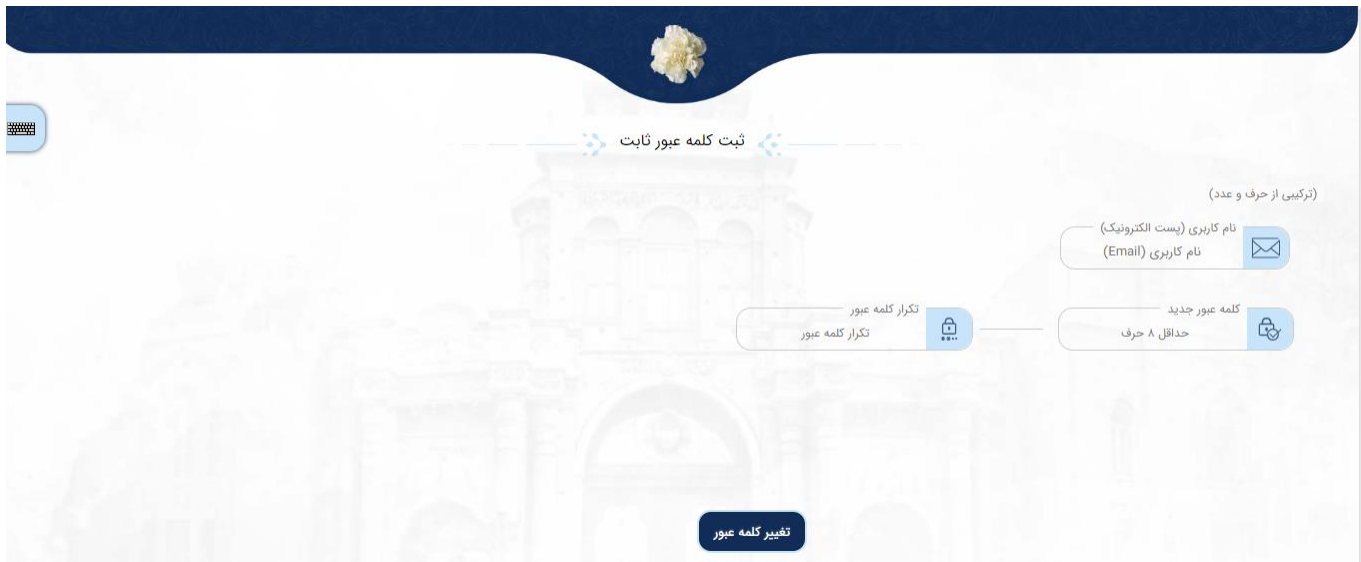 ثبت کلمه عبور ثابت
(ترکیبی از حرف و عدد)
نام کاربری (پست الکترونیک)
نام کاربری (Email)
کلمه عبور جدید
حداقل ۸ حرف
تکرار کلمه عبور
تکرار کلمه عبور
تغییر کلمه عبور